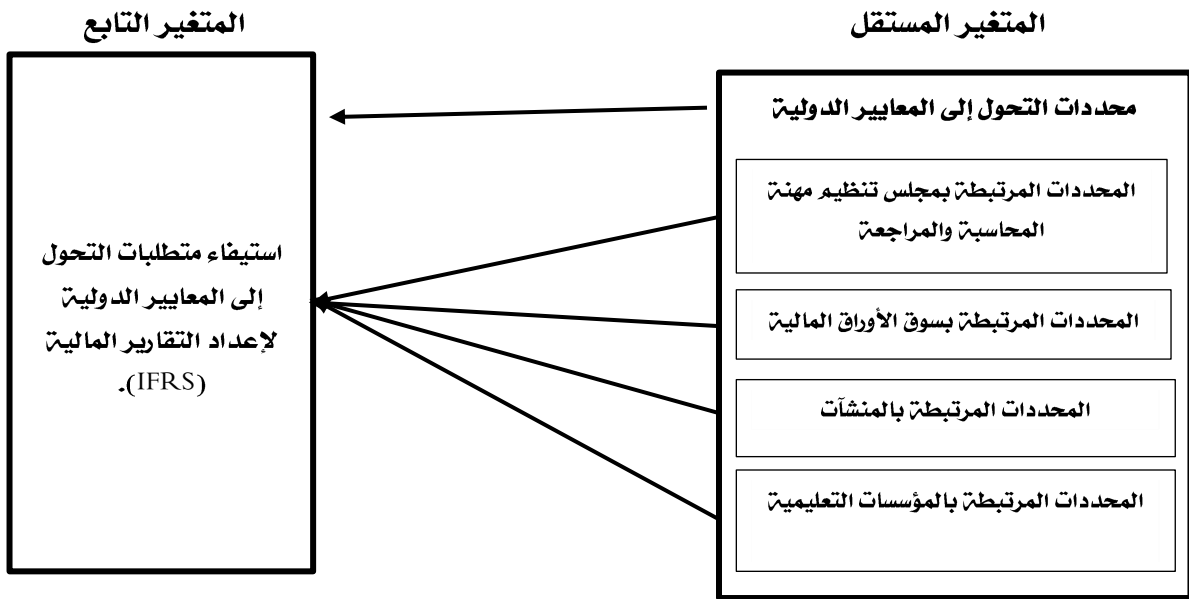 المتغير المستقل
محددات التحول إلى المعايير الدولية
المحددات المرتبطة بمجلس تنظيم مهنة
المحاسبة والمراجعة
المحددات المرتبطة بسوق الأوراق المالية
المحددات المرتبطة بالمنشآت
المحددات المرتبطة بالمؤسسات التعليمية
المتغير التابع
استيفاء متطلبات التحول
إلى المعايير الدولية
لإعداد التقارير المالية
(IFRS).